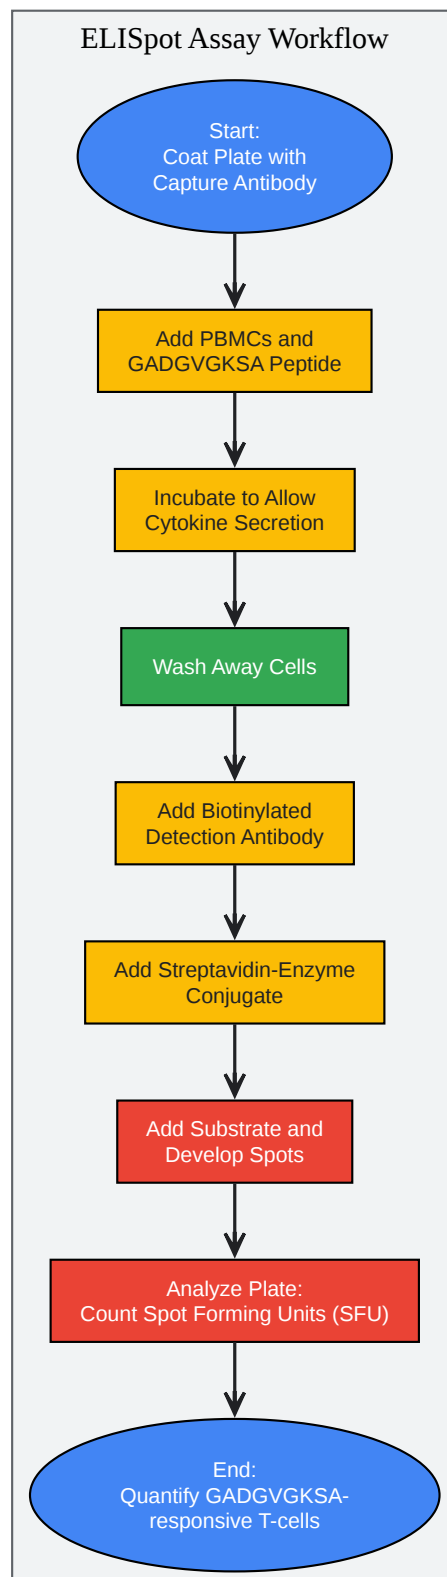 ELISpot Assay Workflow
Start:
Coat Plate with
Capture Antibody
Add PBMCs and
GADGVGKSA Peptide
Incubate to Allow
Cytokine Secretion
Wash Away Cells
Add Biotinylated
Detection Antibody
Add Streptavidin-Enzyme
Conjugate
Add Substrate and
Develop Spots
Analyze Plate:
Count Spot Forming Units (SFU)
End:
Quantify GADGVGKSA-
responsive T-cells